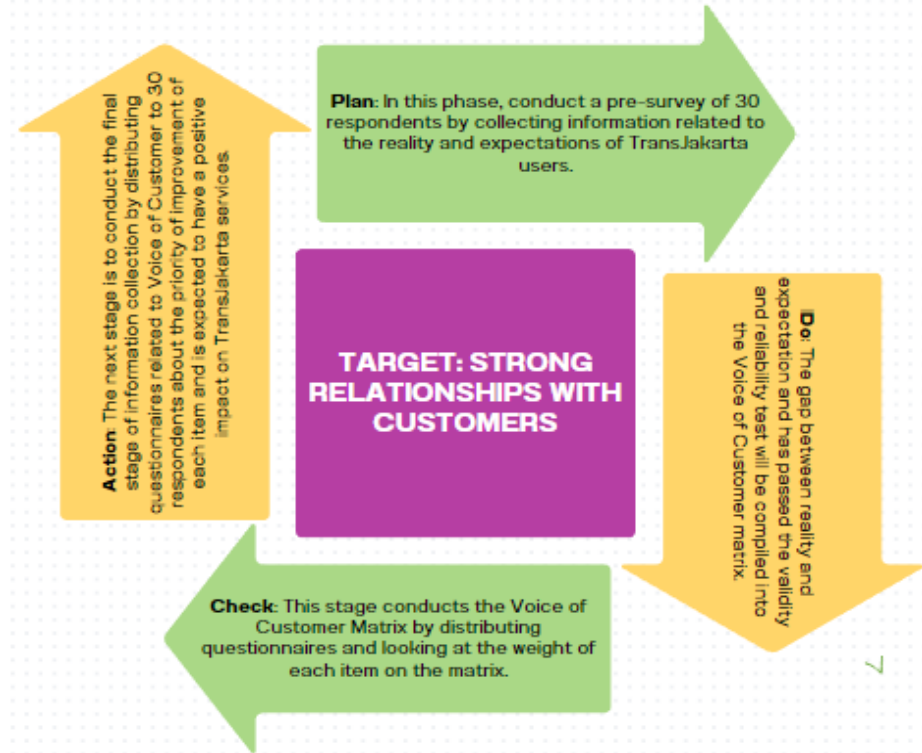 Plan: In this phase, conduct a pre-survey of 30
respondents by collecting information related to
the reality and expectations of TransJakarta
users.
Do: The gap between reality and
expectation and has passed the validity
and reliability test will be compiled into
the Voice of Customer matrix.
Check: This stage conducts the Voice of
Customer Matrix by distributing
questionnaires and looking at the weight of
each item on the matrix.
Action: The next stage is to conduct the final
stage of information collection by distributing
questionnaires related to Voice of Customer to 30
respondents about the priority of improvement of
each item and is expected to have a positive
impact on TransJakarta services.
TARGET: STRONG
RELATIONSHIPS WITH
CUSTOMERS
7